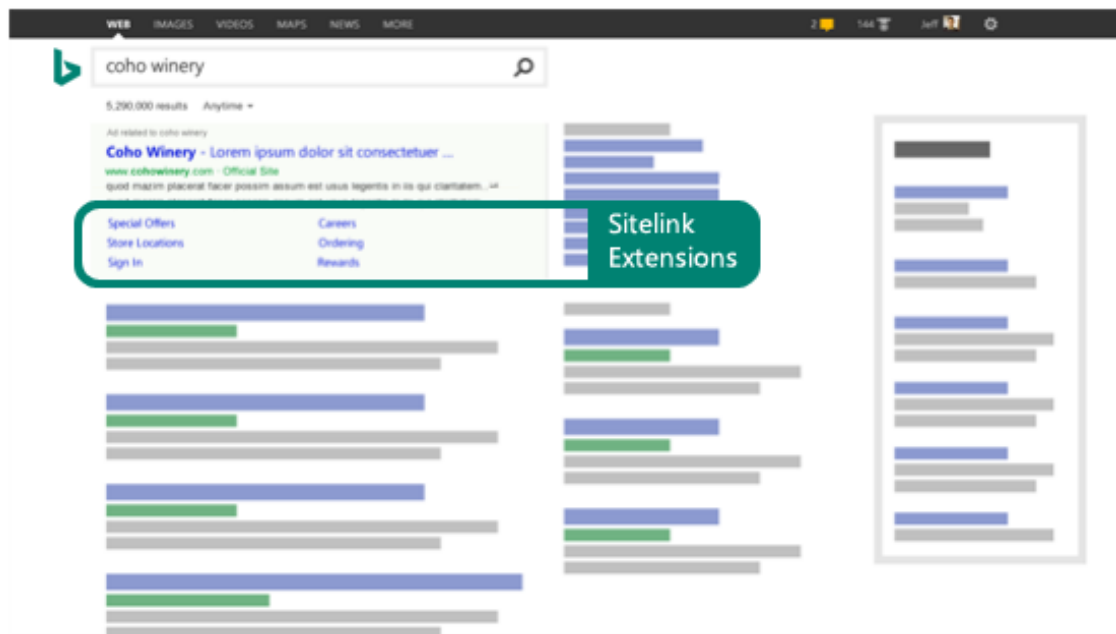 WEB IMAGES VIDEOS MAPS NEWS MORE 2 144 Jeff
coho winery
5,290,000 results Anytime
Ad related to coho winery
Coho Winery - Lorem ipsum dolor sit consectetuer ...
www.cohowinery.com - Official Site
quod mazim placerat facer possim assum est usus legentis in iis qui claritatem..
Special Offers Careers
Store Locations Ordering
Sign In Rewards
Sitelink
Extensions